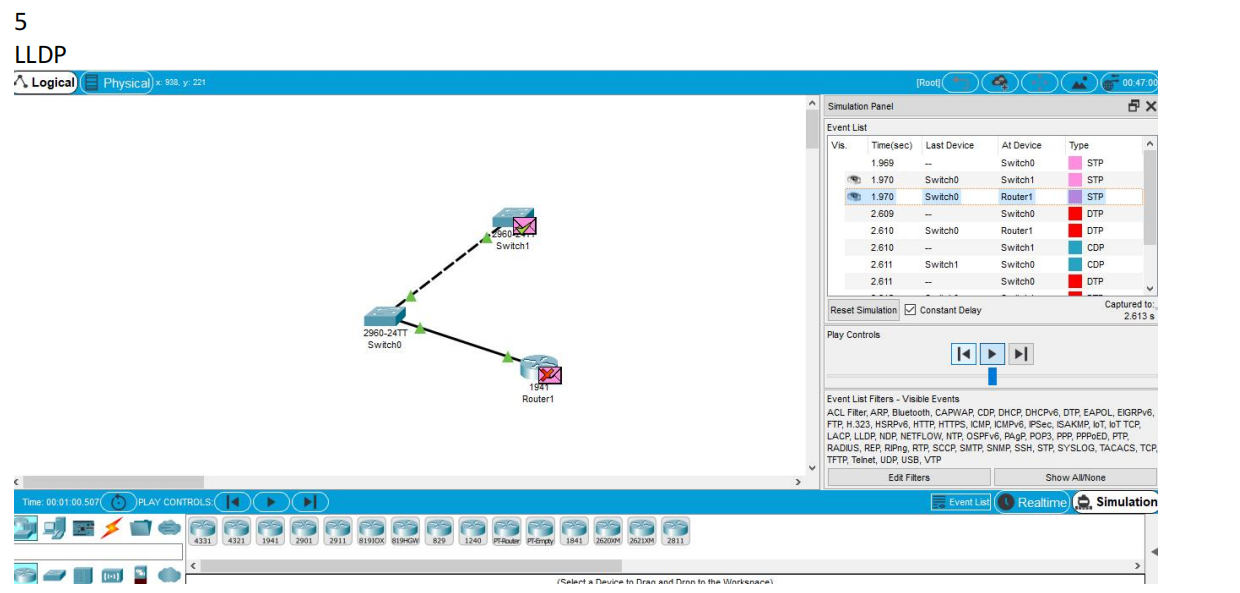 5
LLDP
Logical
Physical
x: 938, y: 221
[Root]
00:47:00
Simulation Panel
Event List
Vis. Time(sec) Last Device At Device Type
1.969 -- Switch0 STP
1.970 Switch0 Switch1 STP
1.970 Switch0 Router1 STP
2.609 -- Switch0 DTP
2.610 Switch0 Router1 DTP
2.610 -- Switch1 CDP
2.611 Switch1 Switch0 CDP
2.611 -- Switch0 DTP
Reset Simulation Constant Delay Captured to:
2.613 s
Play Controls
Event List Filters - Visible Events
ACL Filter, ARP, Bluetooth, CAPWAP, CDP, DHCP, DHCPv6, DTP, EAPOL, EIGRPv6,
FTP, H.323, HSRPv6, HTTP, HTTPS, ICMP, ICMPv6, IPSec, ISAKMP, IoT, IoT TCP,
LACP, LLDP, NDP, NETFLOW, NTP, OSPFv6, PAgP, POP3, PPP, PPPoED, PTP,
RADIUS, REP, RIPng, RTP, SCCP, SMTP, SNMP, SSH, STP, SYSLOG, TACACS, TCP,
TFTP, Telnet, UDP, USB, VTP
Edit Filters Show All/None
2960-24TT
Switch1
2960-24TT
Switch0
1941
Router1
Time: 00:01:00.507 PLAY CONTROLS:
Event List Realtime Simulation
4331 4321 1941 2901 2911 819IOX 819HGW 829 1240 PT-Router PT-Empty 1841 2620XM 2621XM 2811
(Select a Device to Drag and Drop to the Workspace)